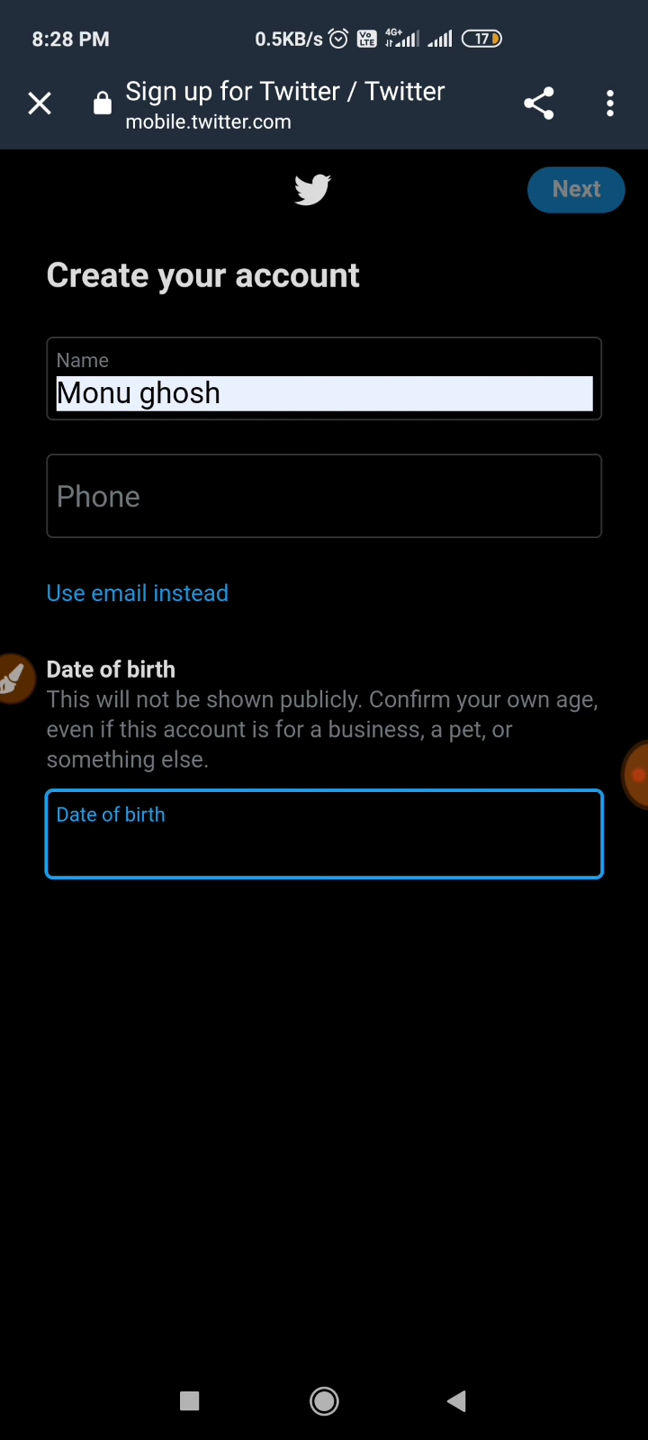 8:28 PM 0.5KB/s Vo LTE 4G+ 17
Sign up for Twitter / Twitter
mobile.twitter.com
Next
Create your account
Name
Monu ghosh
Phone
Use email instead
Date of birth
This will not be shown publicly. Confirm your own age,
even if this account is for a business, a pet, or
something else.
Date of birth